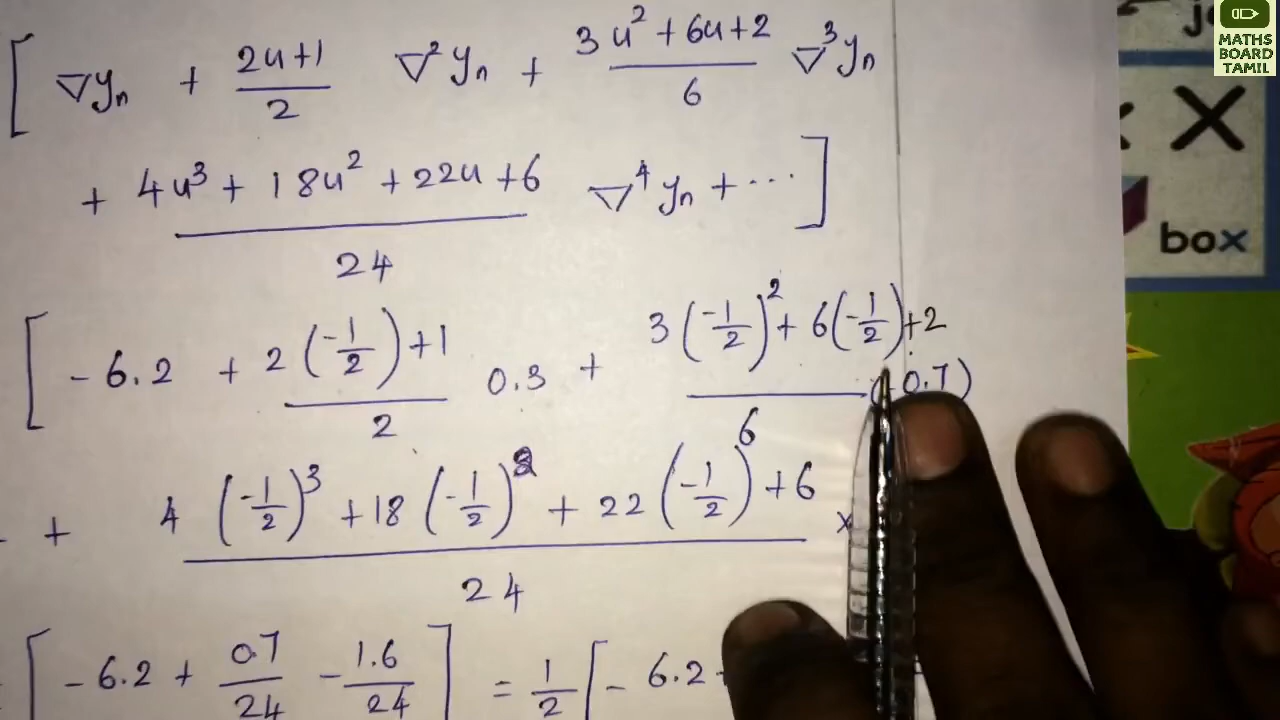 [ ∇yₙ + (2u+1)/2 ∇²yₙ + (3u²+6u+2)/6 ∇³yₙ
+ (4u³ + 18u² + 22u + 6)/24 ∇⁴yₙ + ... ]
[ -6.2 + (2(-1/2)+1)/2 0.3 + (3(-1/2)² + 6(-1/2)+2)/6 (-0.7)
+ (4(-1/2)³ + 18(-1/2)² + 22(-1/2) + 6)/24 ×
[ -6.2 + 0.7/24 - 1.6/24 ] = 1/2 [ - 6.2
MATHS
BOARD
TAMIL
X
box